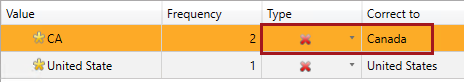 Value Frequency Type Correct to
CA 2 Canada
United State 1 United States